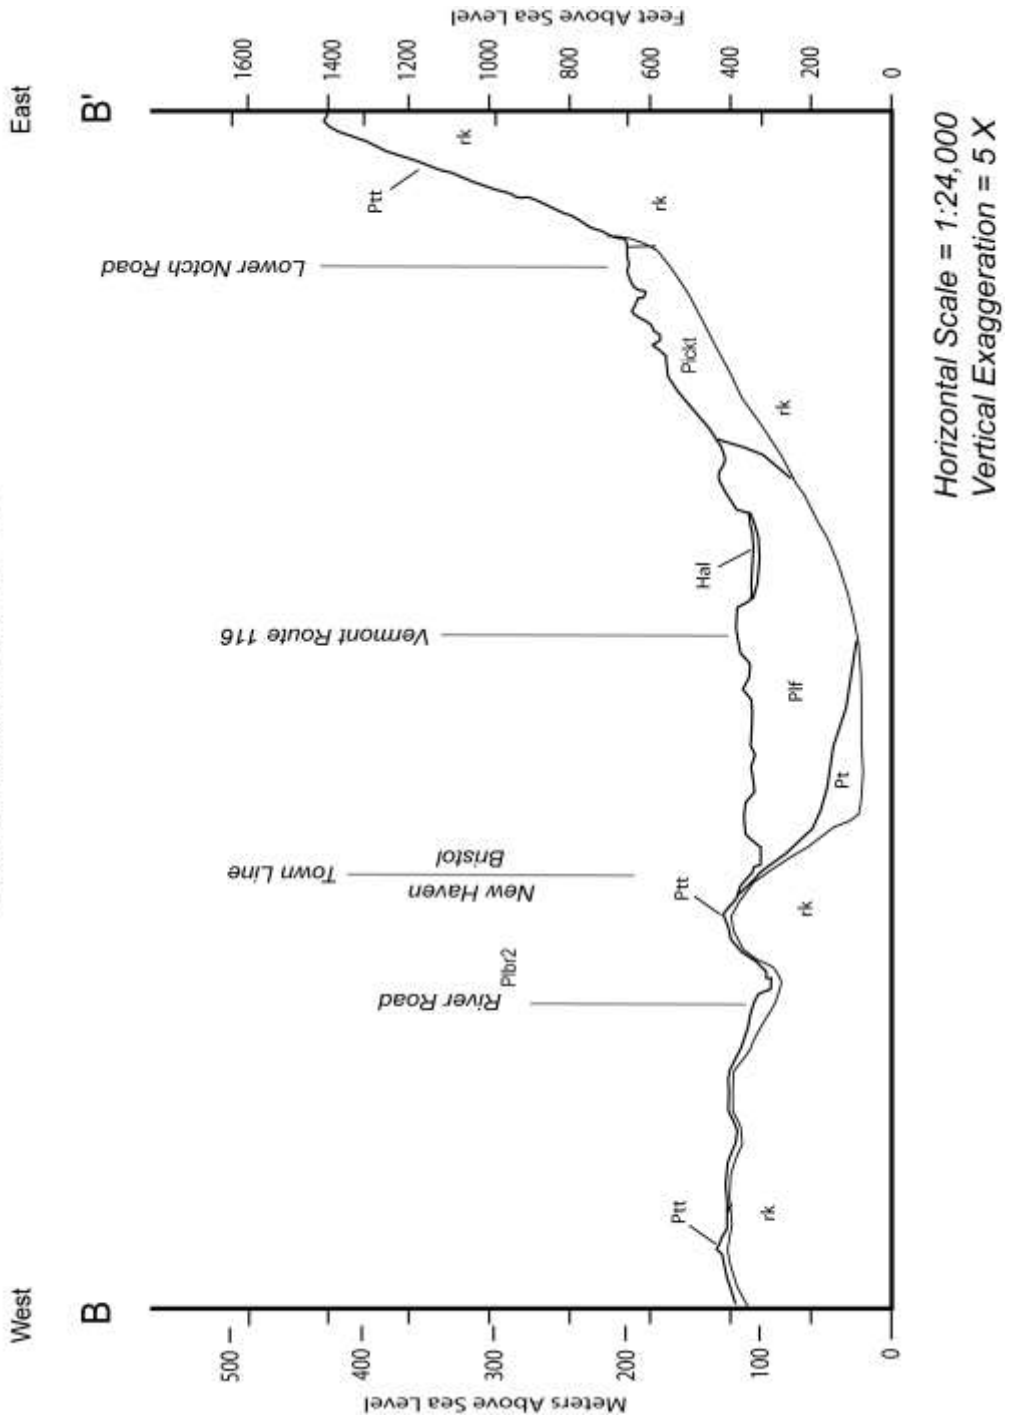 West
East
B
B'
500
400
300
200
100
0
Meters Above Sea Level
1600
1400
1200
1000
800
600
400
200
0
Feet Above Sea Level
River Road
Plbr2
New Haven
Town Line
Bristol
Vermont Route 116
Lower Notch Road
Ptt
rk
Ptt
rk
Pt
Plf
Hal
Pickt
rk
rk
Ptt
rk
Horizontal Scale = 1:24,000
Vertical Exaggeration = 5 X